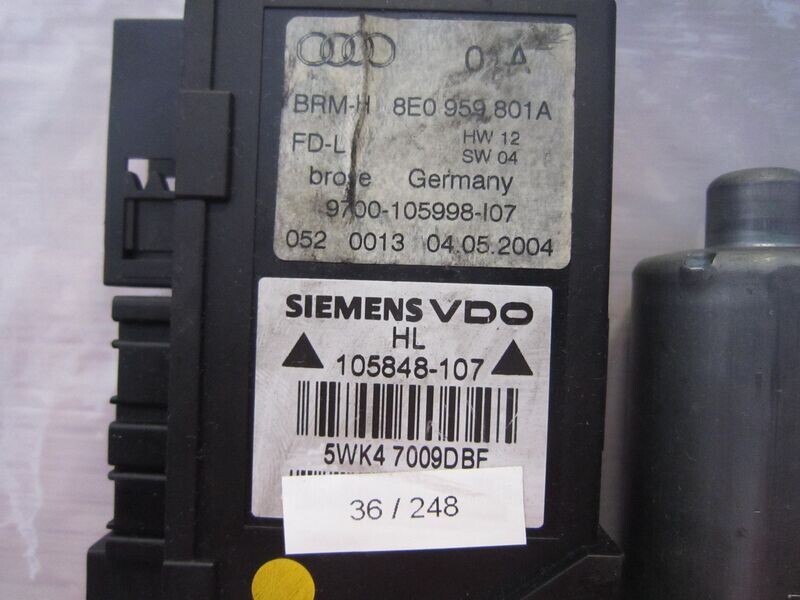 01A
BRM-H 8E0 959 801A
FD-L HW 12
SW 04
brose Germany
9700-105998-I07
052 0013 04.05.2004
SIEMENS VDO
HL
105848-107
5WK4 7009DBF
36 / 248